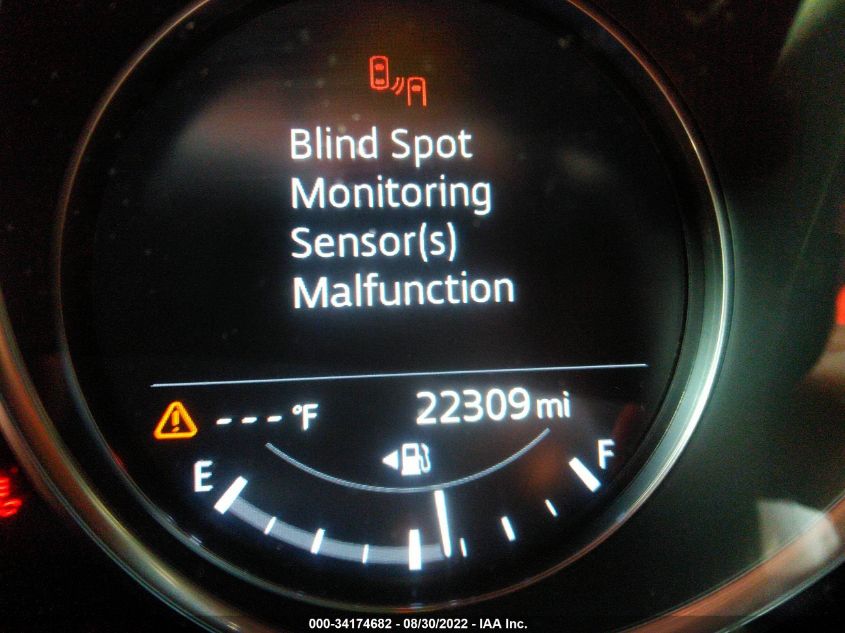 Blind Spot
Monitoring
Sensor(s)
Malfunction
---°F 22309 mi
E F
000-34174682 - 08/30/2022 - IAA Inc.